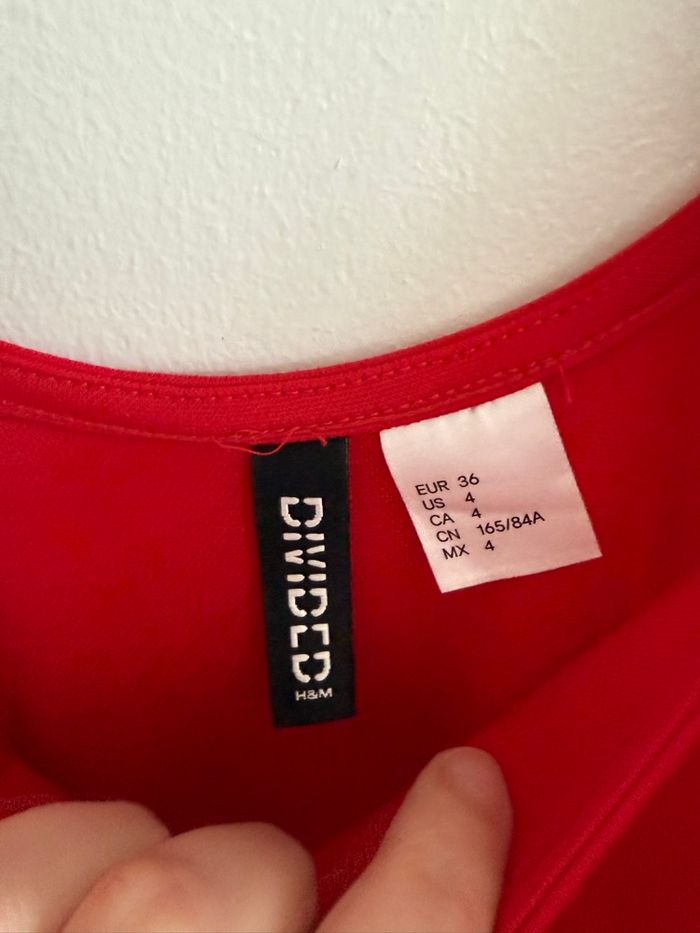 DIVIDED
H&M
EUR 36
US 4
CA 4
CN 165/84A
MX 4